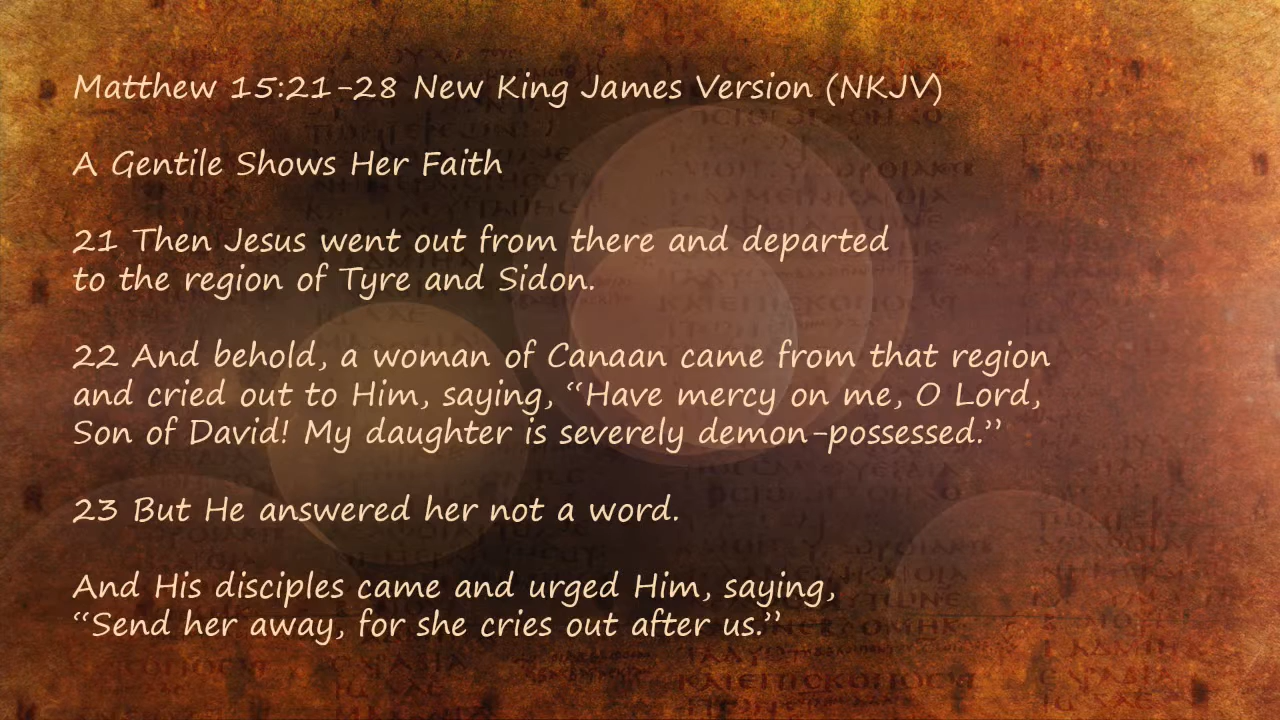 Matthew 15:21-28 New King James Version (NKJV)
A Gentile Shows Her Faith
21 Then Jesus went out from there and departed
to the region of Tyre and Sidon.
22 And behold, a woman of Canaan came from that region
and cried out to Him, saying, “Have mercy on me, O Lord,
Son of David! My daughter is severely demon-possessed.”
23 But He answered her not a word.
And His disciples came and urged Him, saying,
“Send her away, for she cries out after us.”